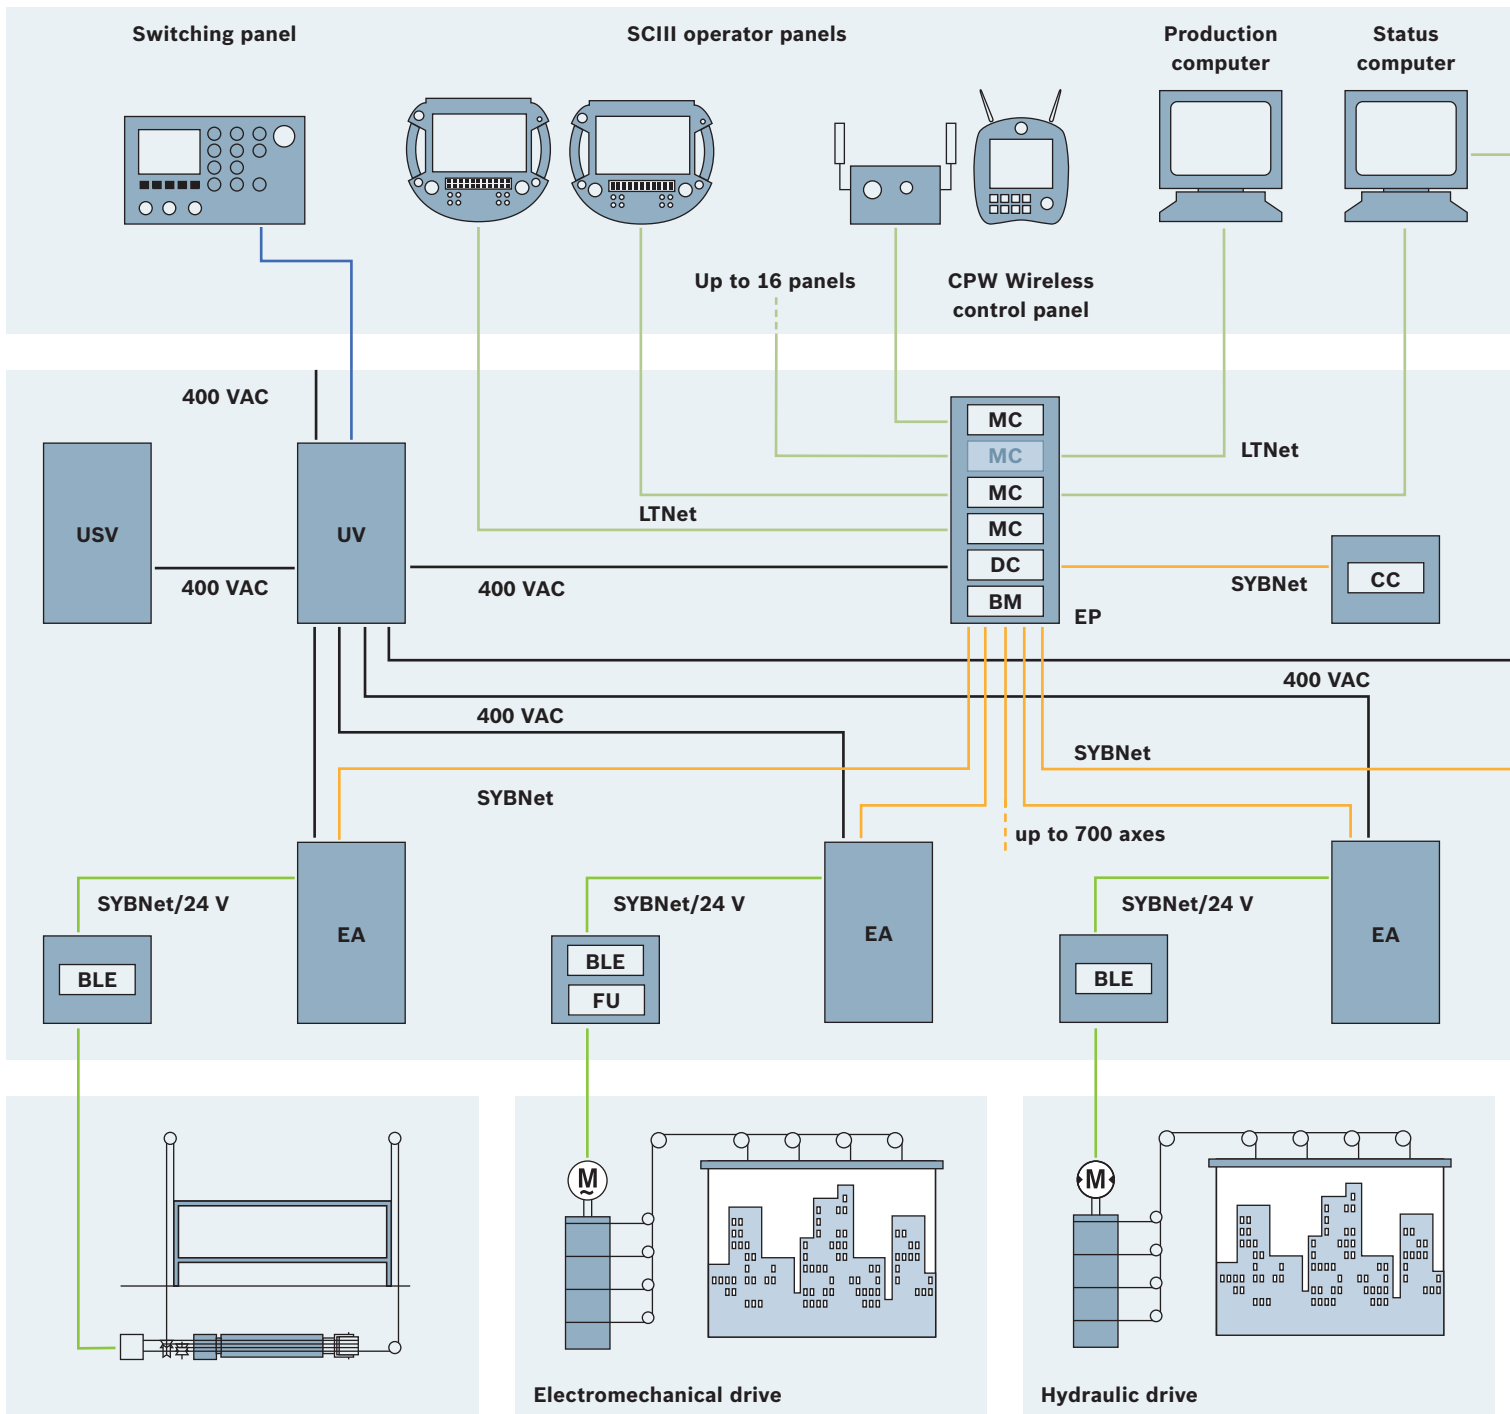 Switching panel
SCIII operator panels
Production
computer
Status
computer
Up to 16 panels
CPW Wireless
control panel
400 VAC
MC
MC
MC
MC
DC
BM
EP
LTNet
LTNet
USV
UV
400 VAC
400 VAC
SYBNet
CC
400 VAC
400 VAC
SYBNet
SYBNet
up to 700 axes
SYBNet/24 V
EA
BLE
SYBNet/24 V
EA
BLE
FU
SYBNet/24 V
EA
BLE
M
~
M
Electromechanical drive
Hydraulic drive